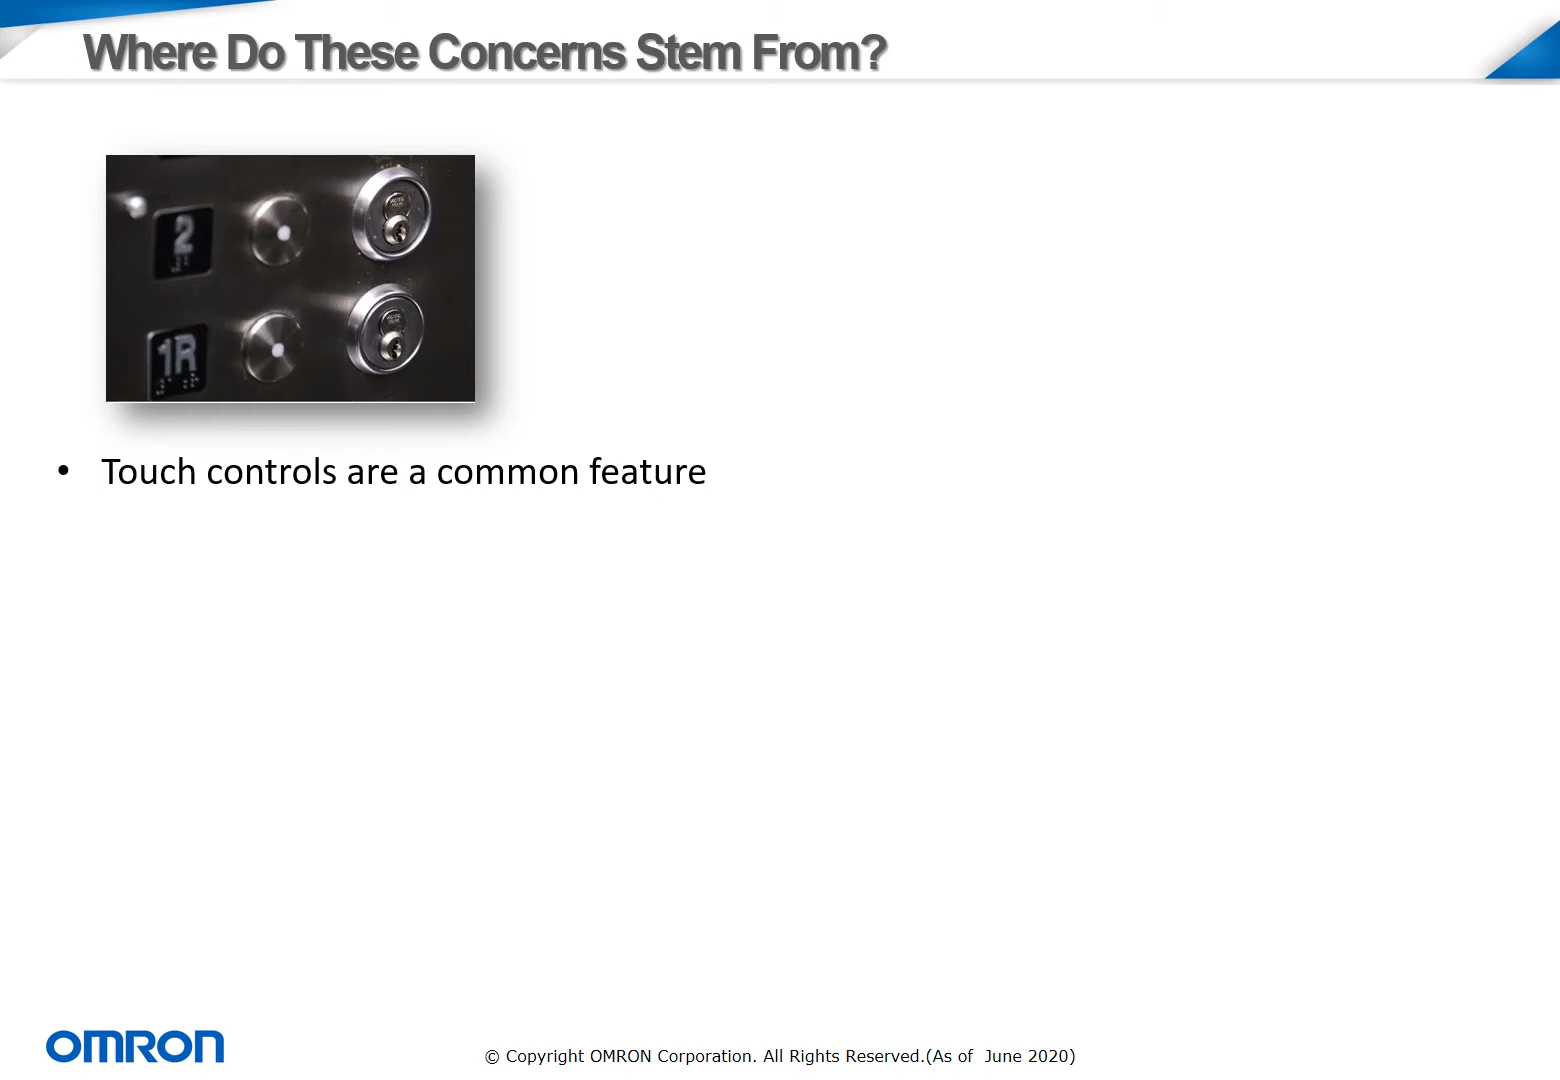 Where Do These Concerns Stem From?
2
1R
• Touch controls are a common feature
OMRON
© Copyright OMRON Corporation. All Rights Reserved.(As of  June 2020)